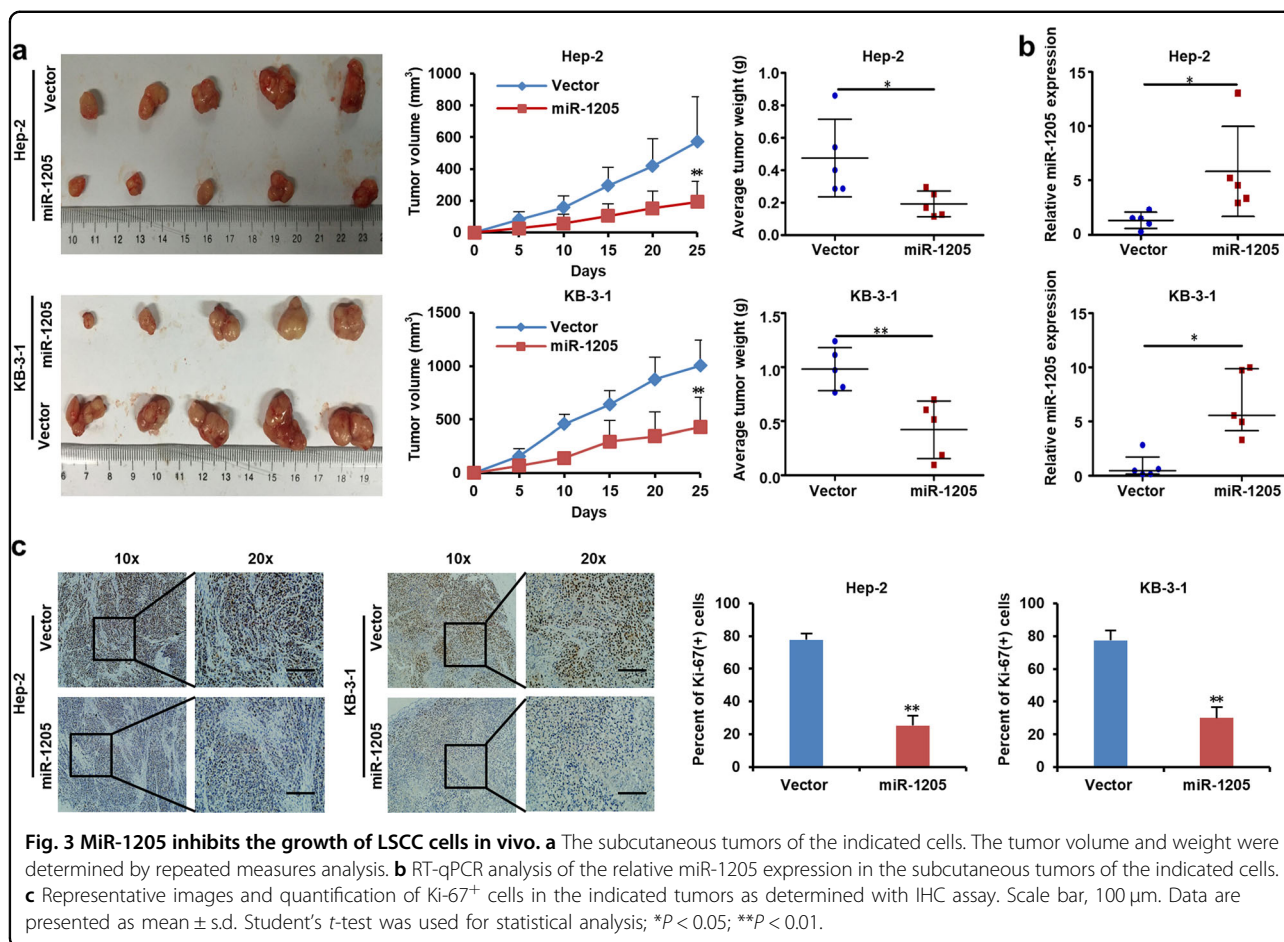 a
Hep-2
Vector
miR-1205
10 11 12 13 14 15 16 17 18 19 20 21 22 23
Hep-2
Tumor volume (mm³)
1000
800
600
400
200
0
Vector
miR-1205
**
0 5 10 15 20 25
Days
Hep-2
Average tumor weight (g)
1.0
0.8
0.6
0.4
0.2
0.0
*
Vector miR-1205
b
Hep-2
Relative miR-1205 expression
15
10
5
0
*
Vector miR-1205
KB-3-1
miR-1205
Vector
6 7 8 9 10 11 12 13 14 15 16 17 18 19
KB-3-1
Tumor volume (mm³)
1500
1000
500
0
Vector
miR-1205
**
0 5 10 15 20 25
Days
KB-3-1
Average tumor weight (g)
1.5
1.0
0.5
0.0
**
Vector miR-1205
KB-3-1
Relative miR-1205 expression
15
10
5
0
*
Vector miR-1205
c
10x 20x
Hep-2
Vector
miR-1205
10x 20x
KB-3-1
Vector
miR-1205
Hep-2
Percent of Ki-67(+) cells
100
80
60
40
20
0
**
Vector miR-1205
KB-3-1
Percent of Ki-67(+) cells
100
80
60
40
20
0
**
Vector miR-1205
Fig. 3 MiR-1205 inhibits the growth of LSCC cells in vivo. a The subcutaneous tumors of the indicated cells. The tumor volume and weight were
determined by repeated measures analysis. b RT-qPCR analysis of the relative miR-1205 expression in the subcutaneous tumors of the indicated cells.
c Representative images and quantification of Ki-67⁺ cells in the indicated tumors as determined with IHC assay. Scale bar, 100 μm. Data are
presented as mean ± s.d. Student's t-test was used for statistical analysis; *P < 0.05; **P < 0.01.